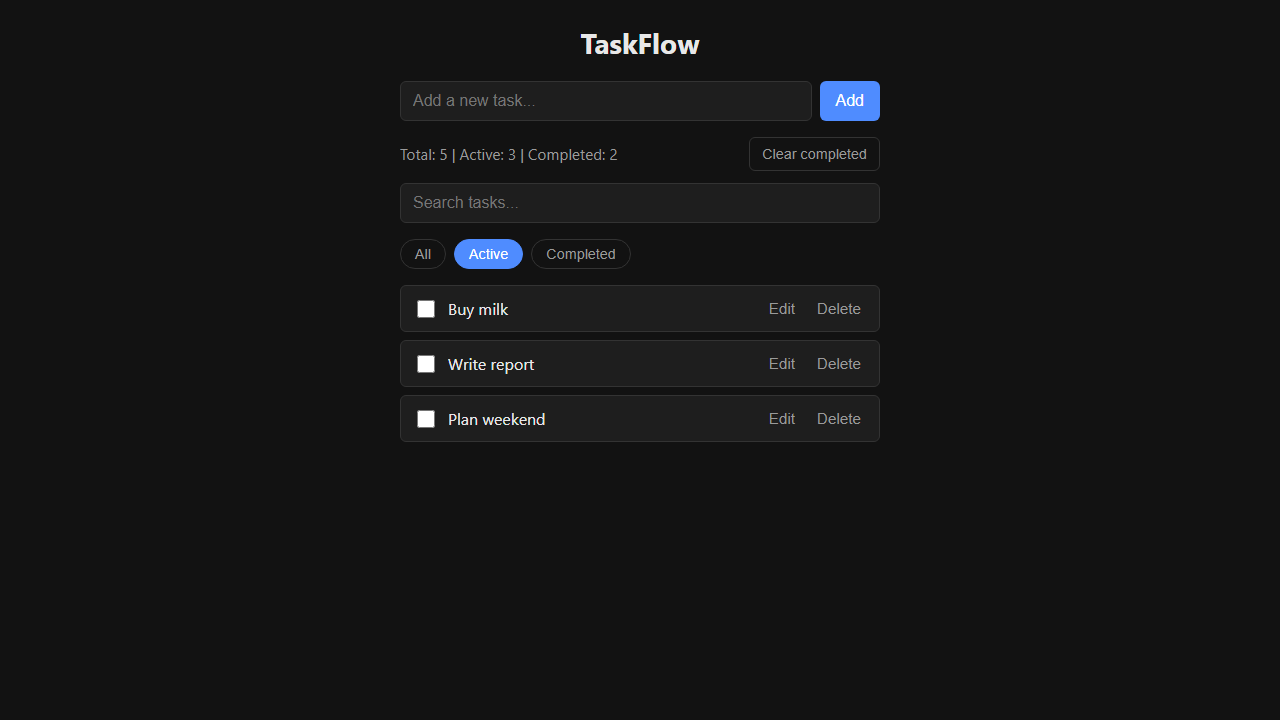 TaskFlow
Add a new task...
Add
Total: 5 | Active: 3 | Completed: 2
Clear completed
Search tasks...
All Active Completed
Buy milk Edit Delete
Write report Edit Delete
Plan weekend Edit Delete